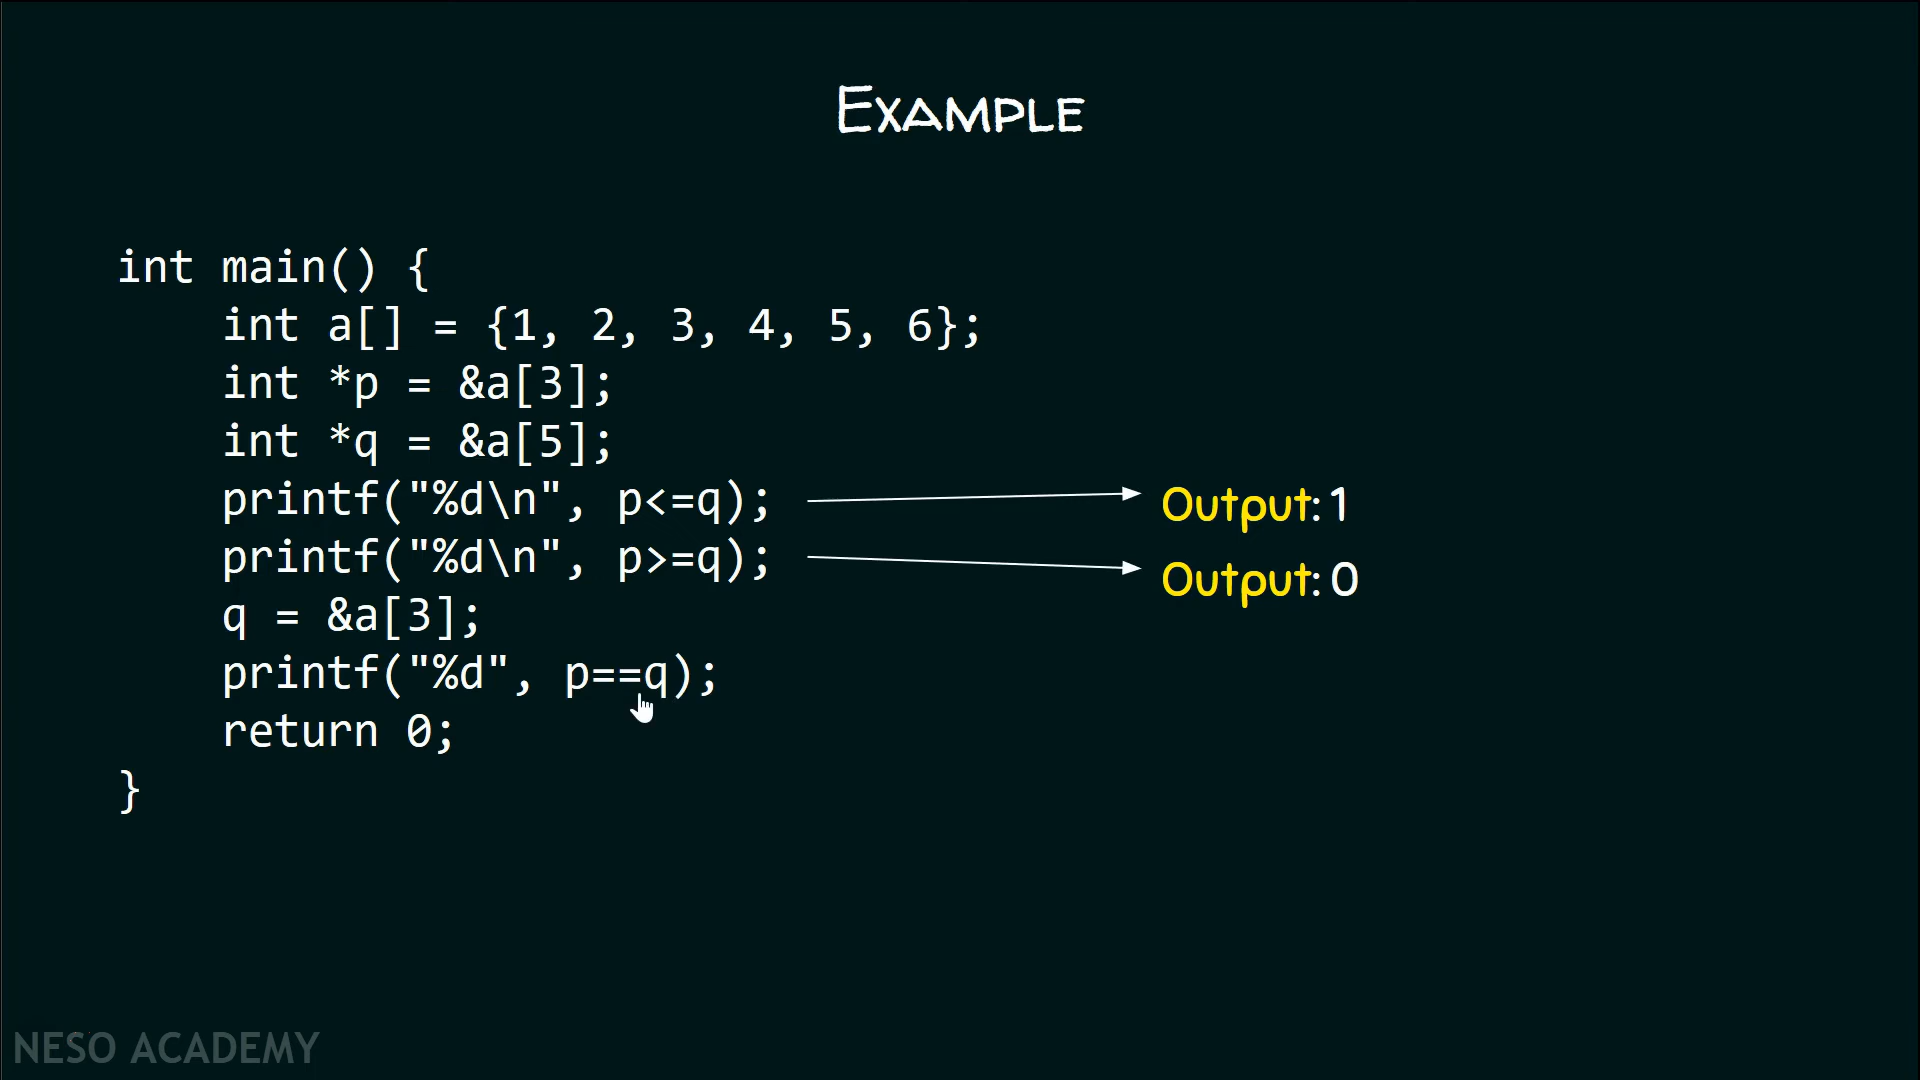 EXAMPLE
int main() {
int a[] = {1, 2, 3, 4, 5, 6};
int *p = &a[3];
int *q = &a[5];
printf("%d\n", p<=q);
Output: 1
printf("%d\n", p>=q);
Output: 0
q = &a[3];
printf("%d", p==q);
return 0;
}
NESO ACADEMY